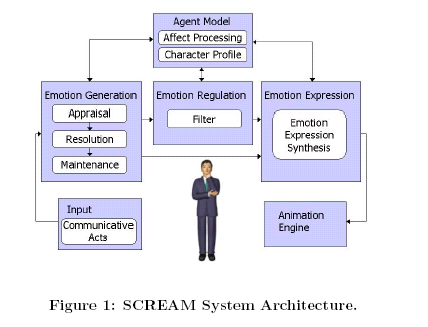 Agent Model
Affect Processing
Character Profile
Emotion Generation
Appraisal
Resolution
Maintenance
Emotion Regulation
Filter
Emotion Expression
Emotion
Expression
Synthesis
Input
Communicative
Acts
Animation
Engine
Figure 1: SCREAM System Architecture.